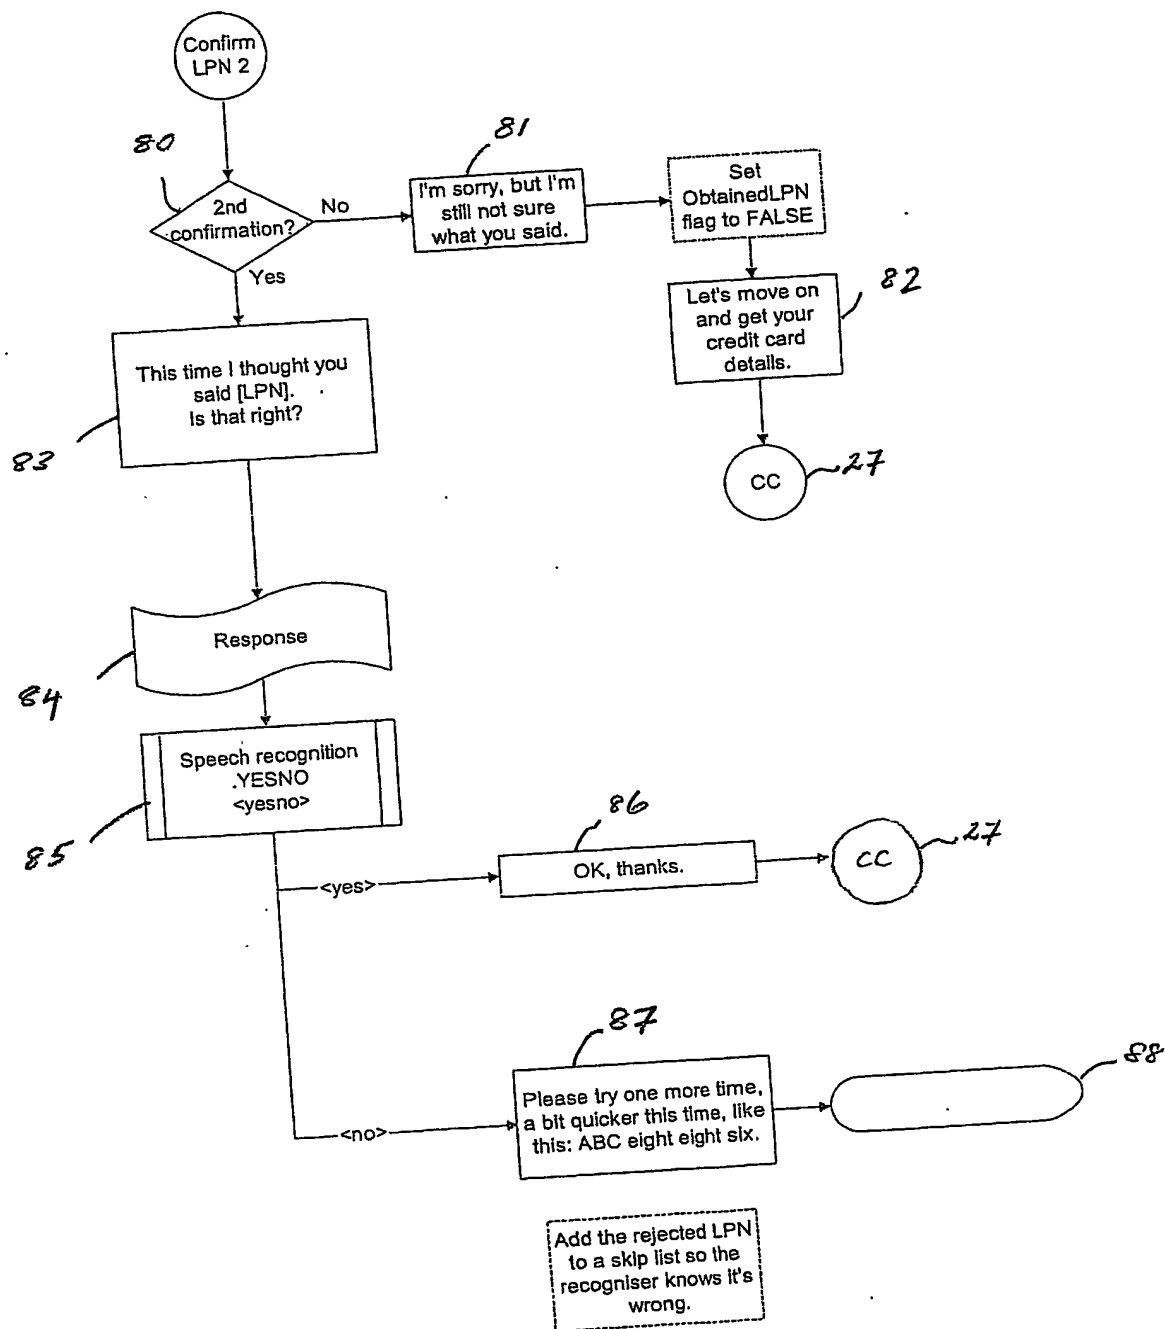 Confirm
LPN 2
80
2nd
confirmation?
No
Yes
81
I'm sorry, but I'm
still not sure
what you said.
Set
ObtainedLPN
flag to FALSE
82
Let's move on
and get your
credit card
details.
CC
27
83
This time I thought you
said [LPN].
Is that right?
84
Response
85
Speech recognition
.YESNO
<yesno>
<yes>
86
OK, thanks.
CC
27
<no>
87
Please try one more time,
a bit quicker this time, like
this: ABC eight eight six.
88
Add the rejected LPN
to a skip list so the
recogniser knows it's
wrong.